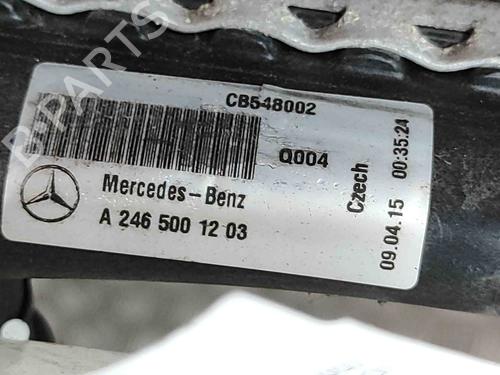 B-PARTS
CB548002
Q004
Mercedes-Benz
A 246 500 12 03
Czech
09.04.15 00:35:24